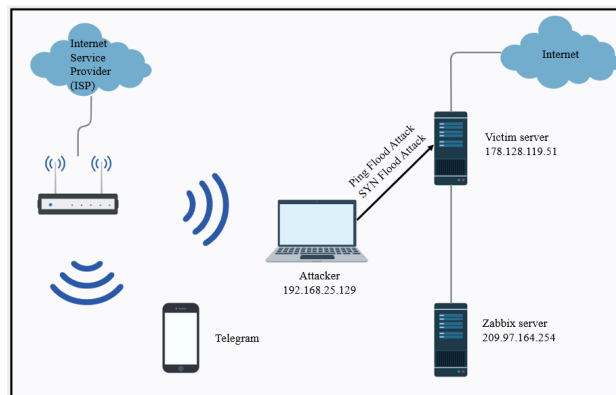 Internet
Service
Provider
(ISP)
Internet
Ping Flood Attack
SYN Flood Attack
Victim server
178.128.119.51
Attacker
192.168.25.129
Telegram
Zabbix server
209.97.164.254